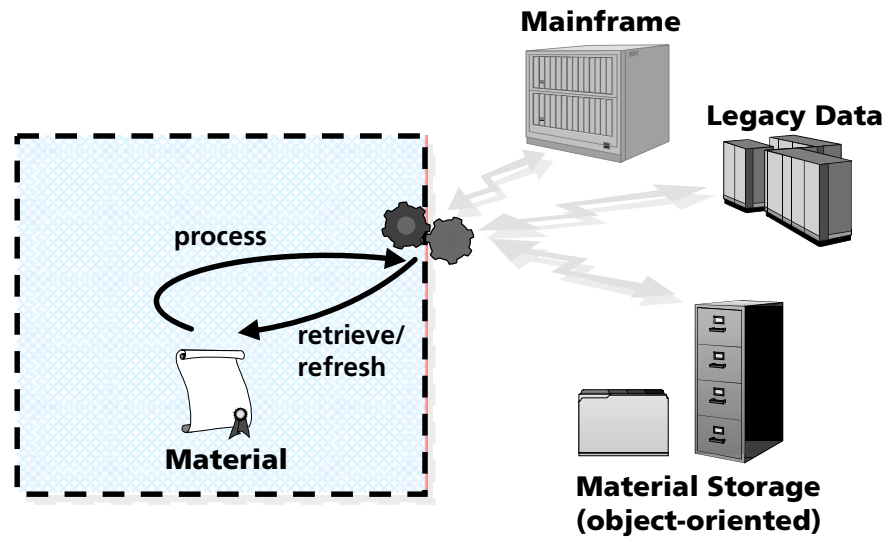 Mainframe
Legacy Data
process
retrieve/
refresh
Material
Material Storage
(object-oriented)